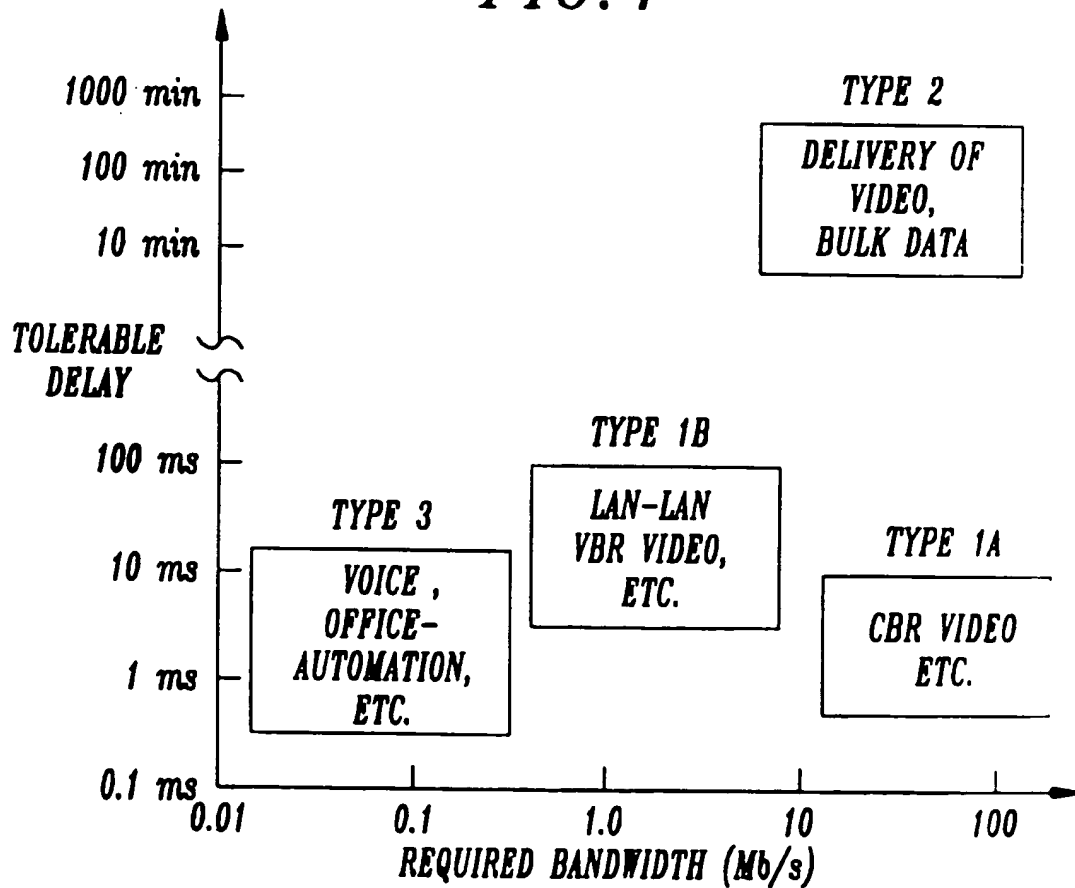 FIG. 7
1000 min
100 min
10 min
TOLERABLE
DELAY
100 ms
10 ms
1 ms
0.1 ms
TYPE 2
DELIVERY OF
VIDEO,
BULK DATA
TYPE 1B
LAN-LAN
VBR VIDEO,
ETC.
TYPE 3
VOICE ,
OFFICE-
AUTOMATION,
ETC.
TYPE 1A
CBR VIDEO
ETC.
0.01
0.1
1.0
10
100
REQUIRED BANDWIDTH (Mb/s)